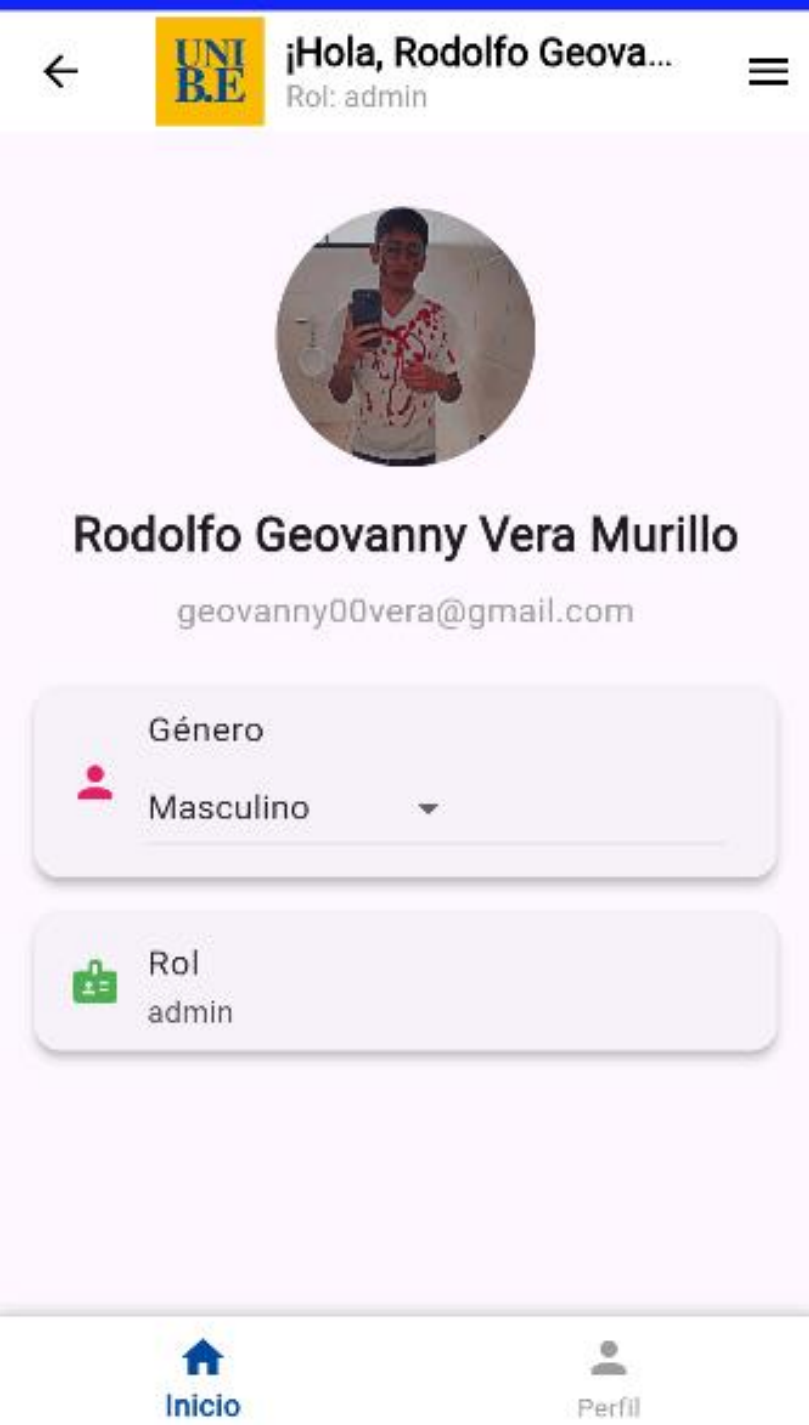 UNI
B.E
¡Hola, Rodolfo Geova...
Rol: admin
Rodolfo Geovanny Vera Murillo
geovanny00vera@gmail.com
Género
Masculino
Rol
admin
Inicio
Perfil